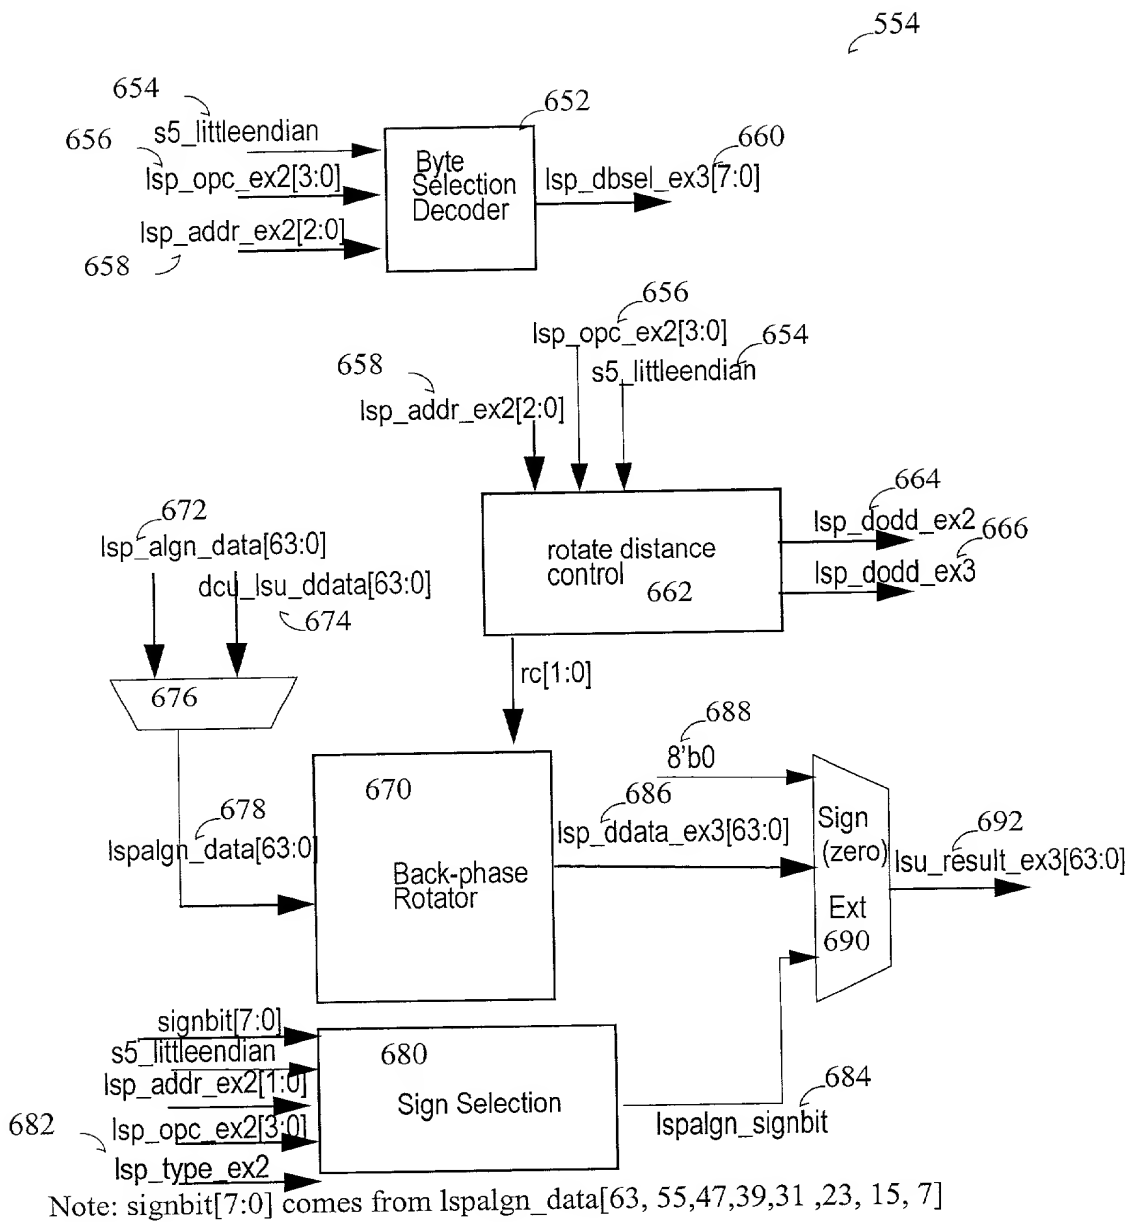 554
654
652
s5_littleendian
656
660
Byte
Selection
Decoder
lsp_opc_ex2[3:0]
lsp_dbsel_ex3[7:0]
lsp_addr_ex2[2:0]
658
656
lsp_opc_ex2[3:0]
654
658
s5_littleendian
lsp_addr_ex2[2:0]
664
672
lsp_dodd_ex2
666
lsp_algn_data[63:0]
rotate distance
control
662
lsp_dodd_ex3
dcu_lsu_ddata[63:0]
674
rc[1:0]
676
688
8'b0
670
686
678
lsp_ddata_ex3[63:0]
Sign
(zero)
Ext
690
692
lspalgn_data[63:0]
lsu_result_ex3[63:0]
Back-phase
Rotator
signbit[7:0]
s5_littleendian
680
lsp_addr_ex2[1:0]
Sign Selection
684
682
lsp_opc_ex2[3:0]
lspalgn_signbit
lsp_type_ex2
Note: signbit[7:0] comes from lspalgn_data[63, 55,47,39,31 ,23, 15, 7]